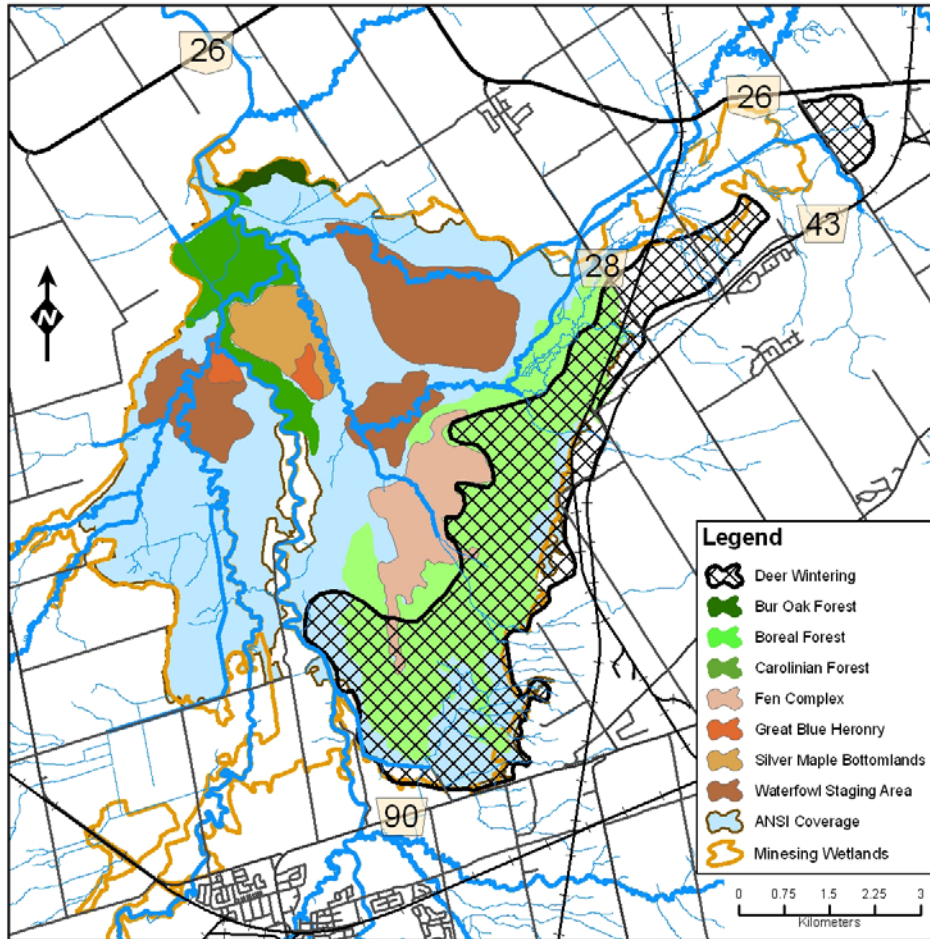 26
26
43
28
N
90
Legend
Deer Wintering
Bur Oak Forest
Boreal Forest
Carolinian Forest
Fen Complex
Great Blue Heronry
Silver Maple Bottomlands
Waterfowl Staging Area
ANSI Coverage
Minesing Wetlands
0 0.75 1.5 2.25 3
Kilometers